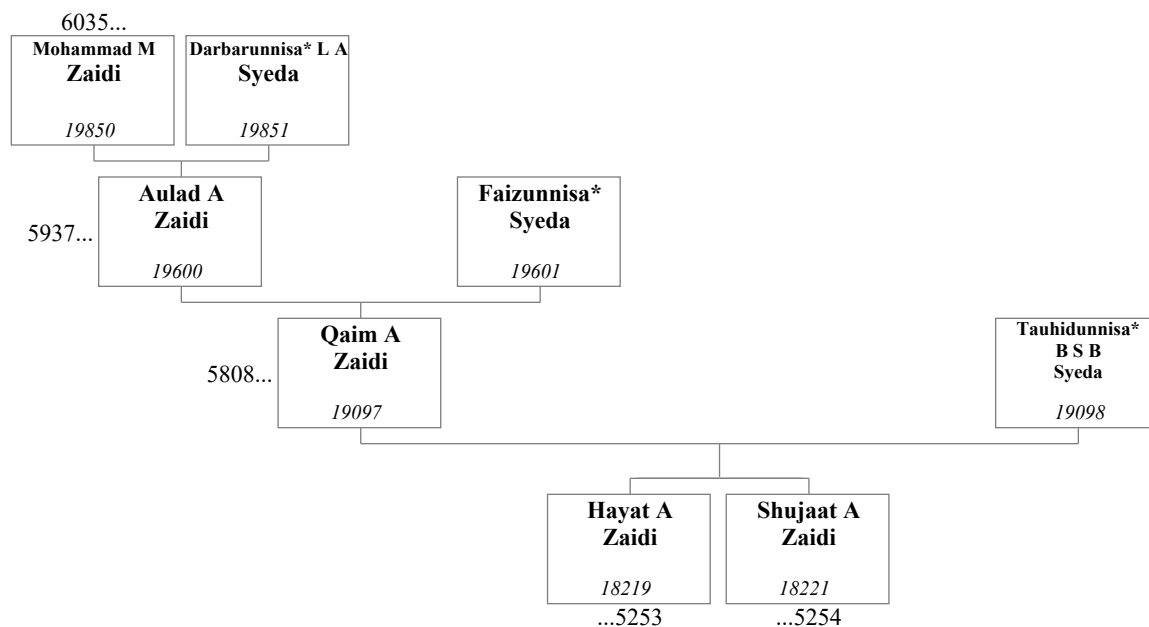 6035...
Mohammad M
Zaidi
19850
Darbarunnisa* L A
Syeda
19851
5937...
Aulad A
Zaidi
19600
Faizunnisa*
Syeda
19601
5808...
Qaim A
Zaidi
19097
Tauhidunnisa*
B S B
Syeda
19098
Hayat A
Zaidi
18219
...5253
Shujaat A
Zaidi
18221
...5254